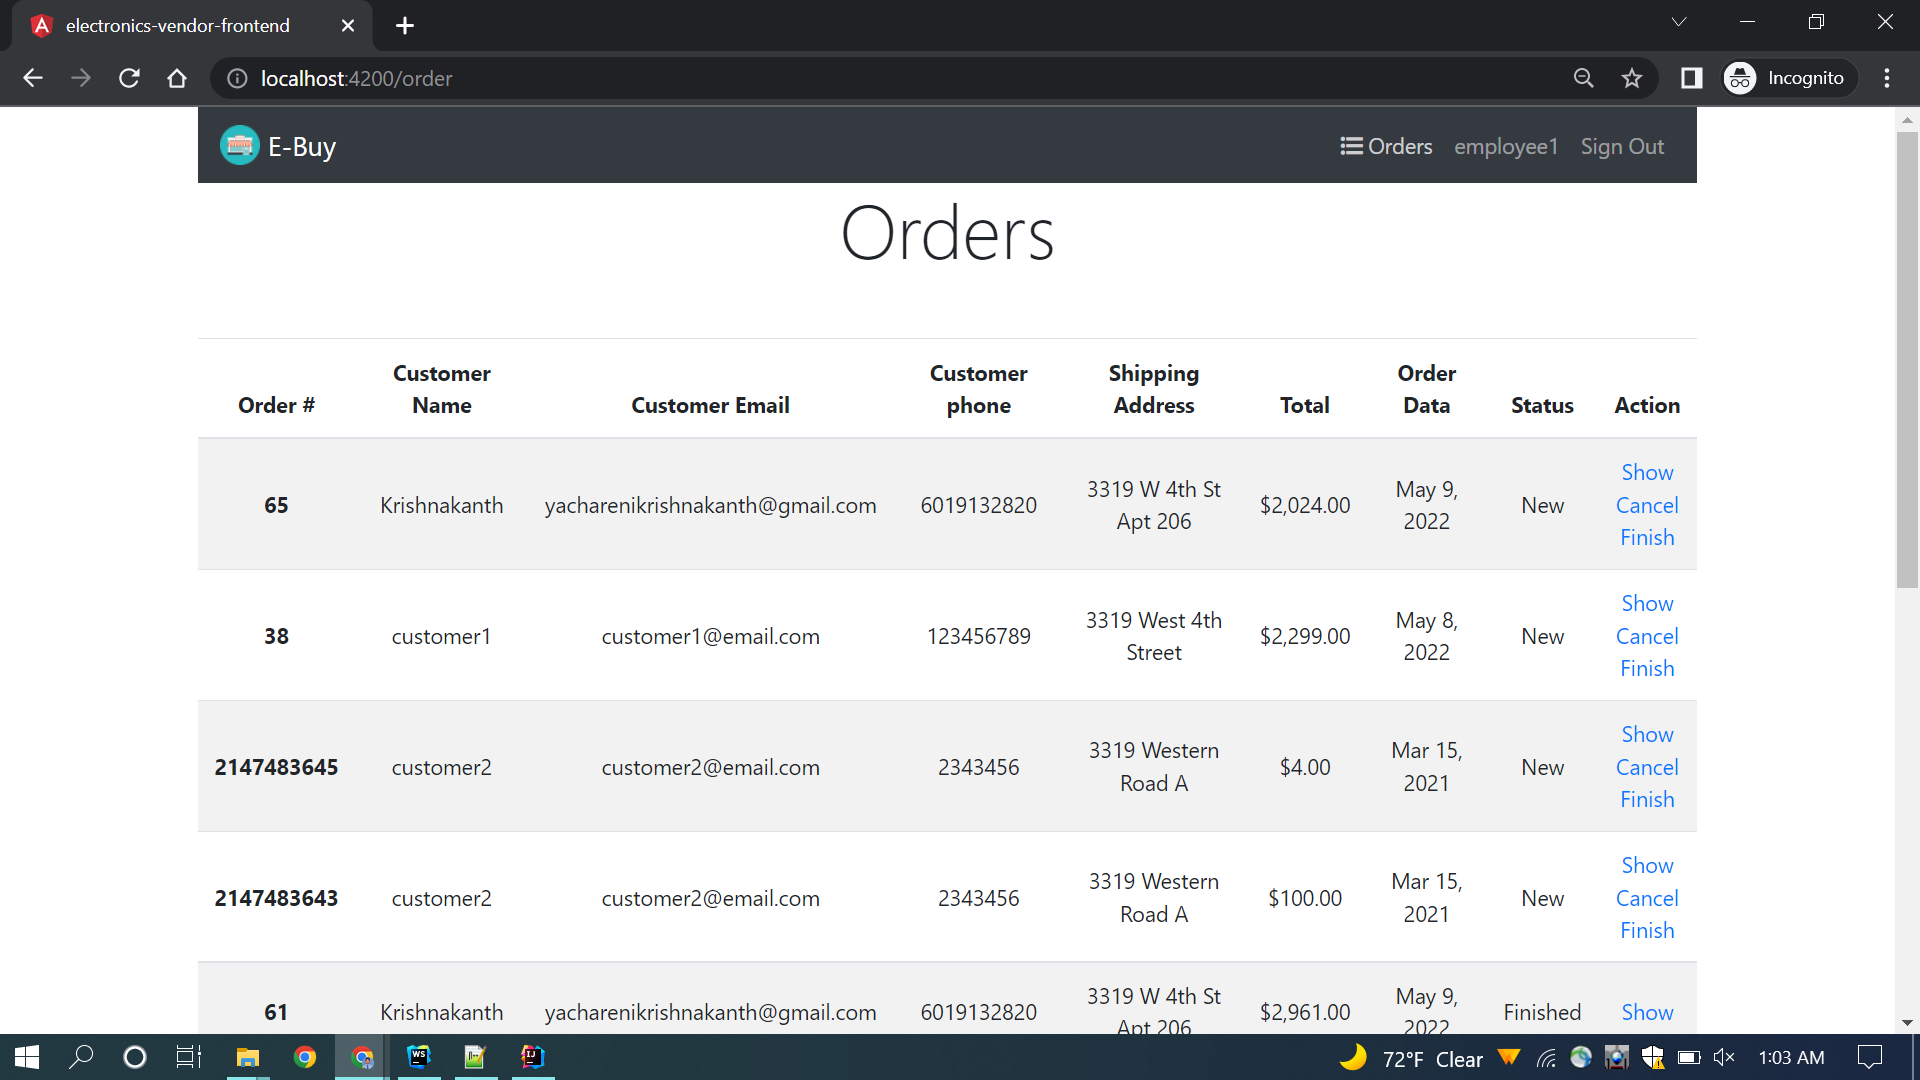 electronics-vendor-frontend
localhost:4200/order
Incognito
E-Buy
Orders employee1 Sign Out
Orders
Order # Customer Name Customer Email Customer phone Shipping Address Total Order Data Status Action
65 Krishnakanth yacharenikrishnakanth@gmail.com 6019132820 3319 W 4th St Apt 206 $2,024.00 May 9, 2022 New Show Cancel Finish
38 customer1 customer1@email.com 123456789 3319 West 4th Street $2,299.00 May 8, 2022 New Show Cancel Finish
2147483645 customer2 customer2@email.com 2343456 3319 Western Road A $4.00 Mar 15, 2021 New Show Cancel Finish
2147483643 customer2 customer2@email.com 2343456 3319 Western Road A $100.00 Mar 15, 2021 New Show Cancel Finish
61 Krishnakanth yacharenikrishnakanth@gmail.com 6019132820 3319 W 4th St Apt 206 $2,961.00 May 9, 2022 Finished Show
WS
IJ
72°F Clear
1:03 AM